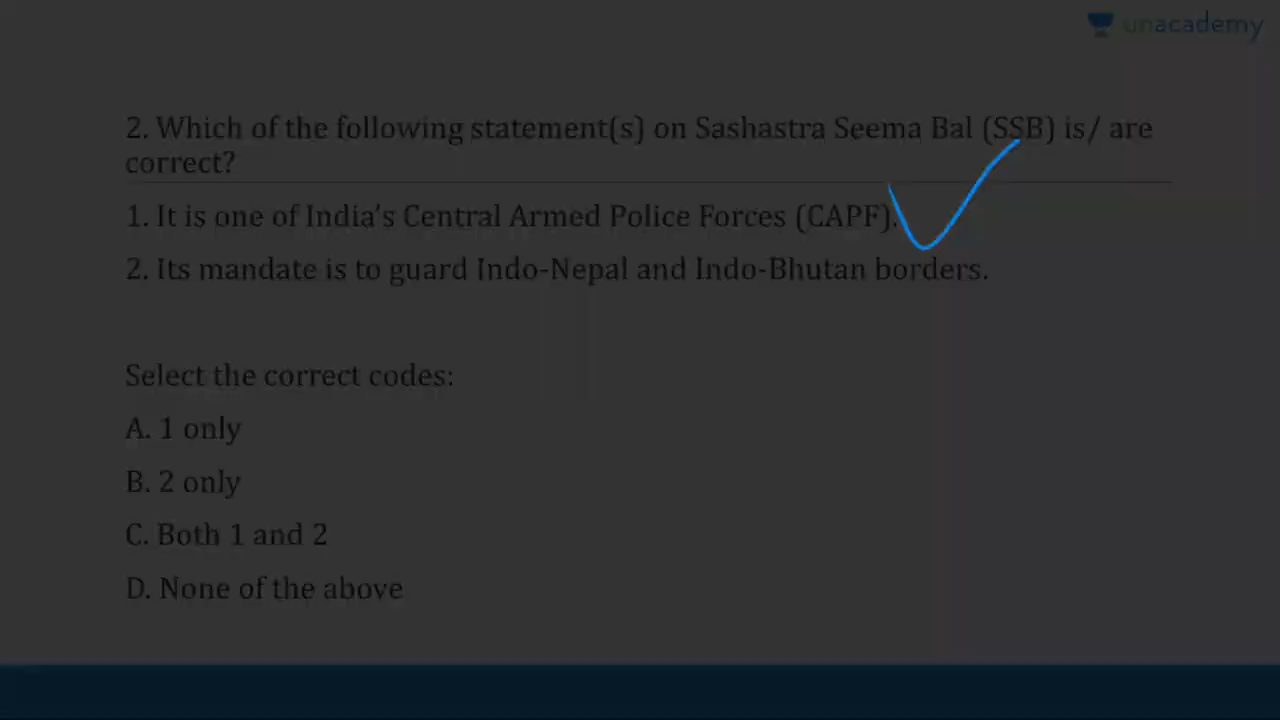 unacademy
2. Which of the following statement(s) on Sashastra Seema Bal (SSB) is/ are
correct?
1. It is one of India's Central Armed Police Forces (CAPF).
2. Its mandate is to guard Indo-Nepal and Indo-Bhutan borders.
Select the correct codes:
A. 1 only
B. 2 only
C. Both 1 and 2
D. None of the above